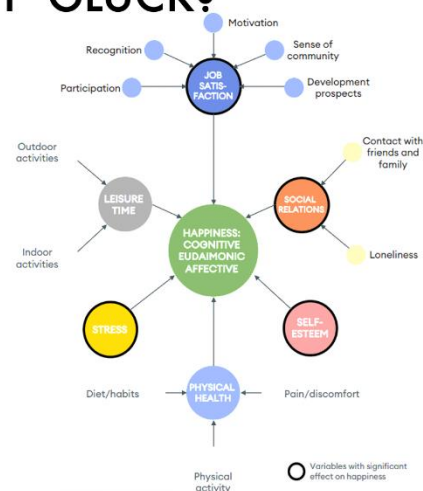 Motivation
Recognition
Sense of
community
Participation
JOB
SATIS-
FACTION
Development
prospects
Outdoor
activities
Contact with
friends and
family
LEISURE
TIME
SOCIAL
RELATIONS
HAPPINESS:
COGNITIVE
EUDAIMONIC
AFFECTIVE
Indoor
activities
Loneliness
STRESS
SELF-
ESTEEM
Diet/habits
PHYSICAL
HEALTH
Pain/discomfort
Physical
activity
Variables with significant
effect on happiness